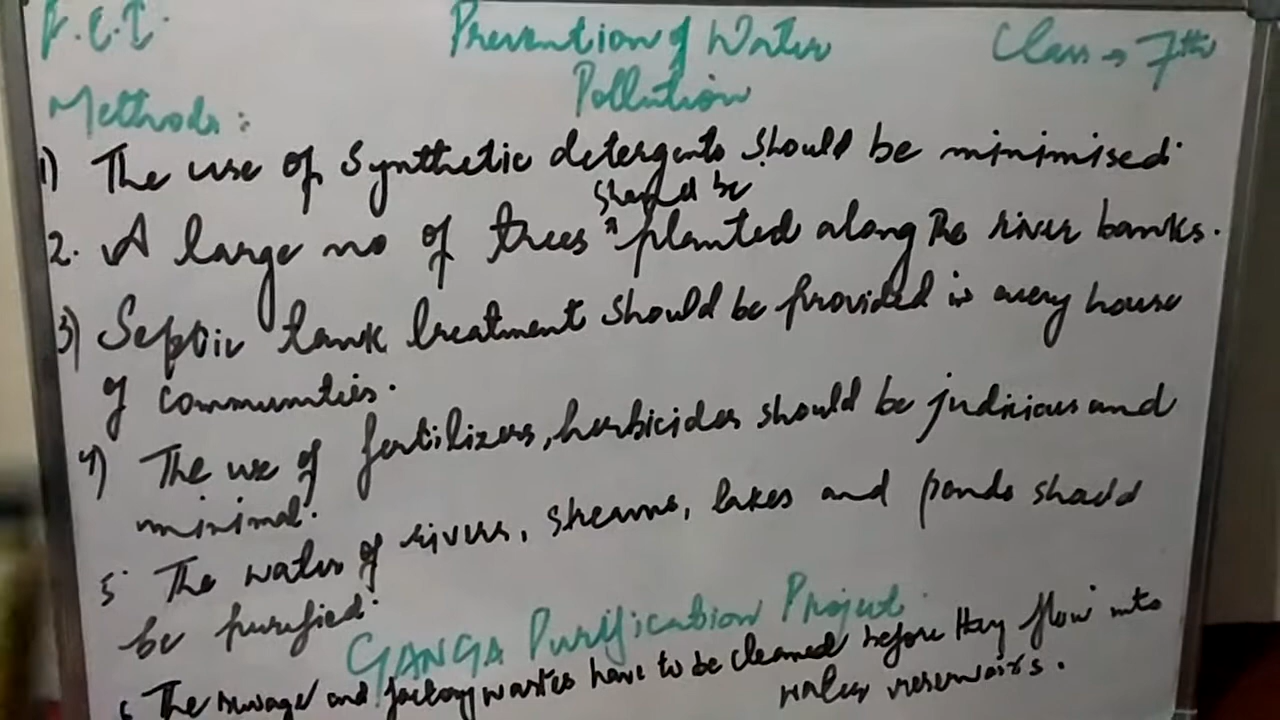 P.C.I. Prevention of Water Class → 7th
Pollution
Methods:
1) The use of Synthetic detergents should be minimised.
should be
2. A large no of trees ^ planted along the river banks.
3) Septic tank treatment should be provided in every house
of communities.
4) The use of fertilizers, herbicides should be judicious and
minimal.
5. The water of rivers, streams, lakes and ponds should
be purified.
GANGA Purification Project.
6. The sewage and factory wastes have to be cleaned before they flow into
water reservoirs.